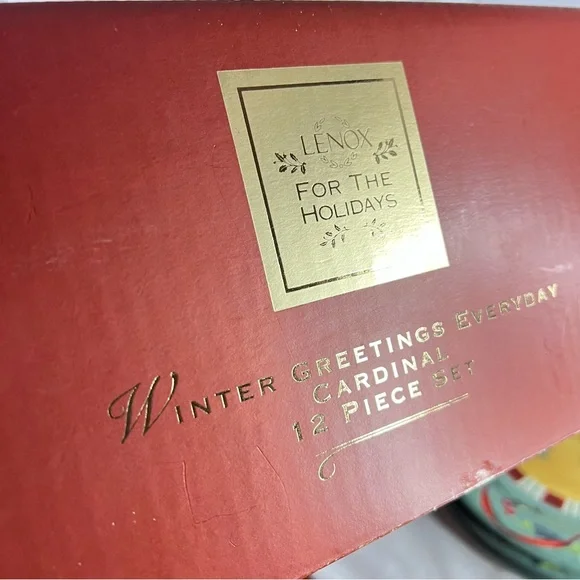 LENOX
FOR THE
HOLIDAYS
WINTER GREETINGS EVERYDAY
CARDINAL
12 PIECE SET